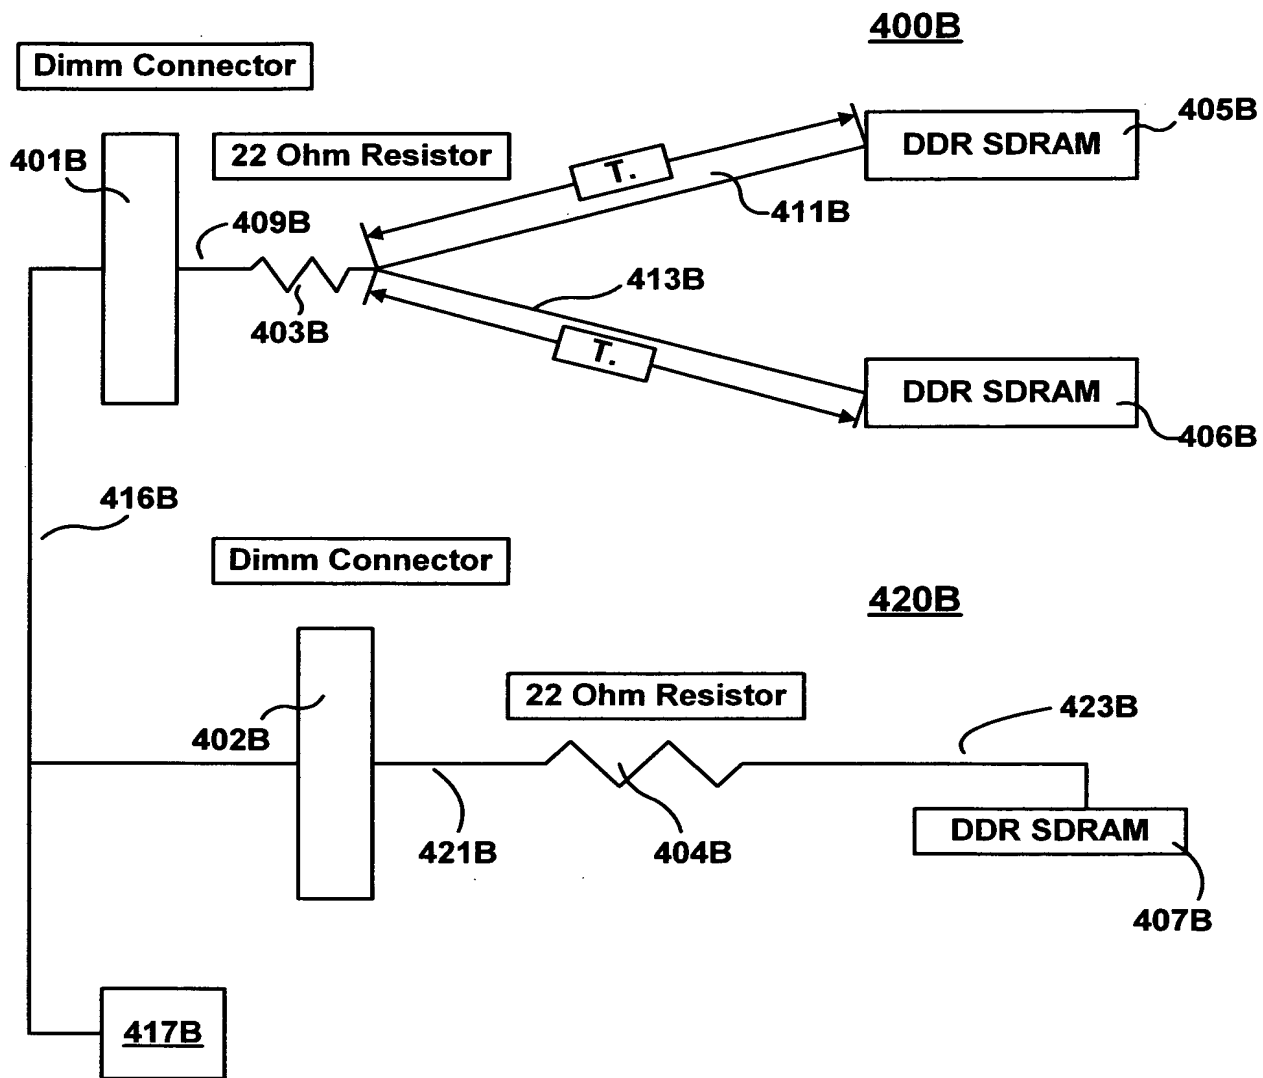 400B
Dimm Connector
405B
DDR SDRAM
401B
22 Ohm Resistor
T.
411B
409B
413B
403B
T.
DDR SDRAM
406B
416B
Dimm Connector
420B
22 Ohm Resistor
423B
402B
DDR SDRAM
421B
404B
407B
417B